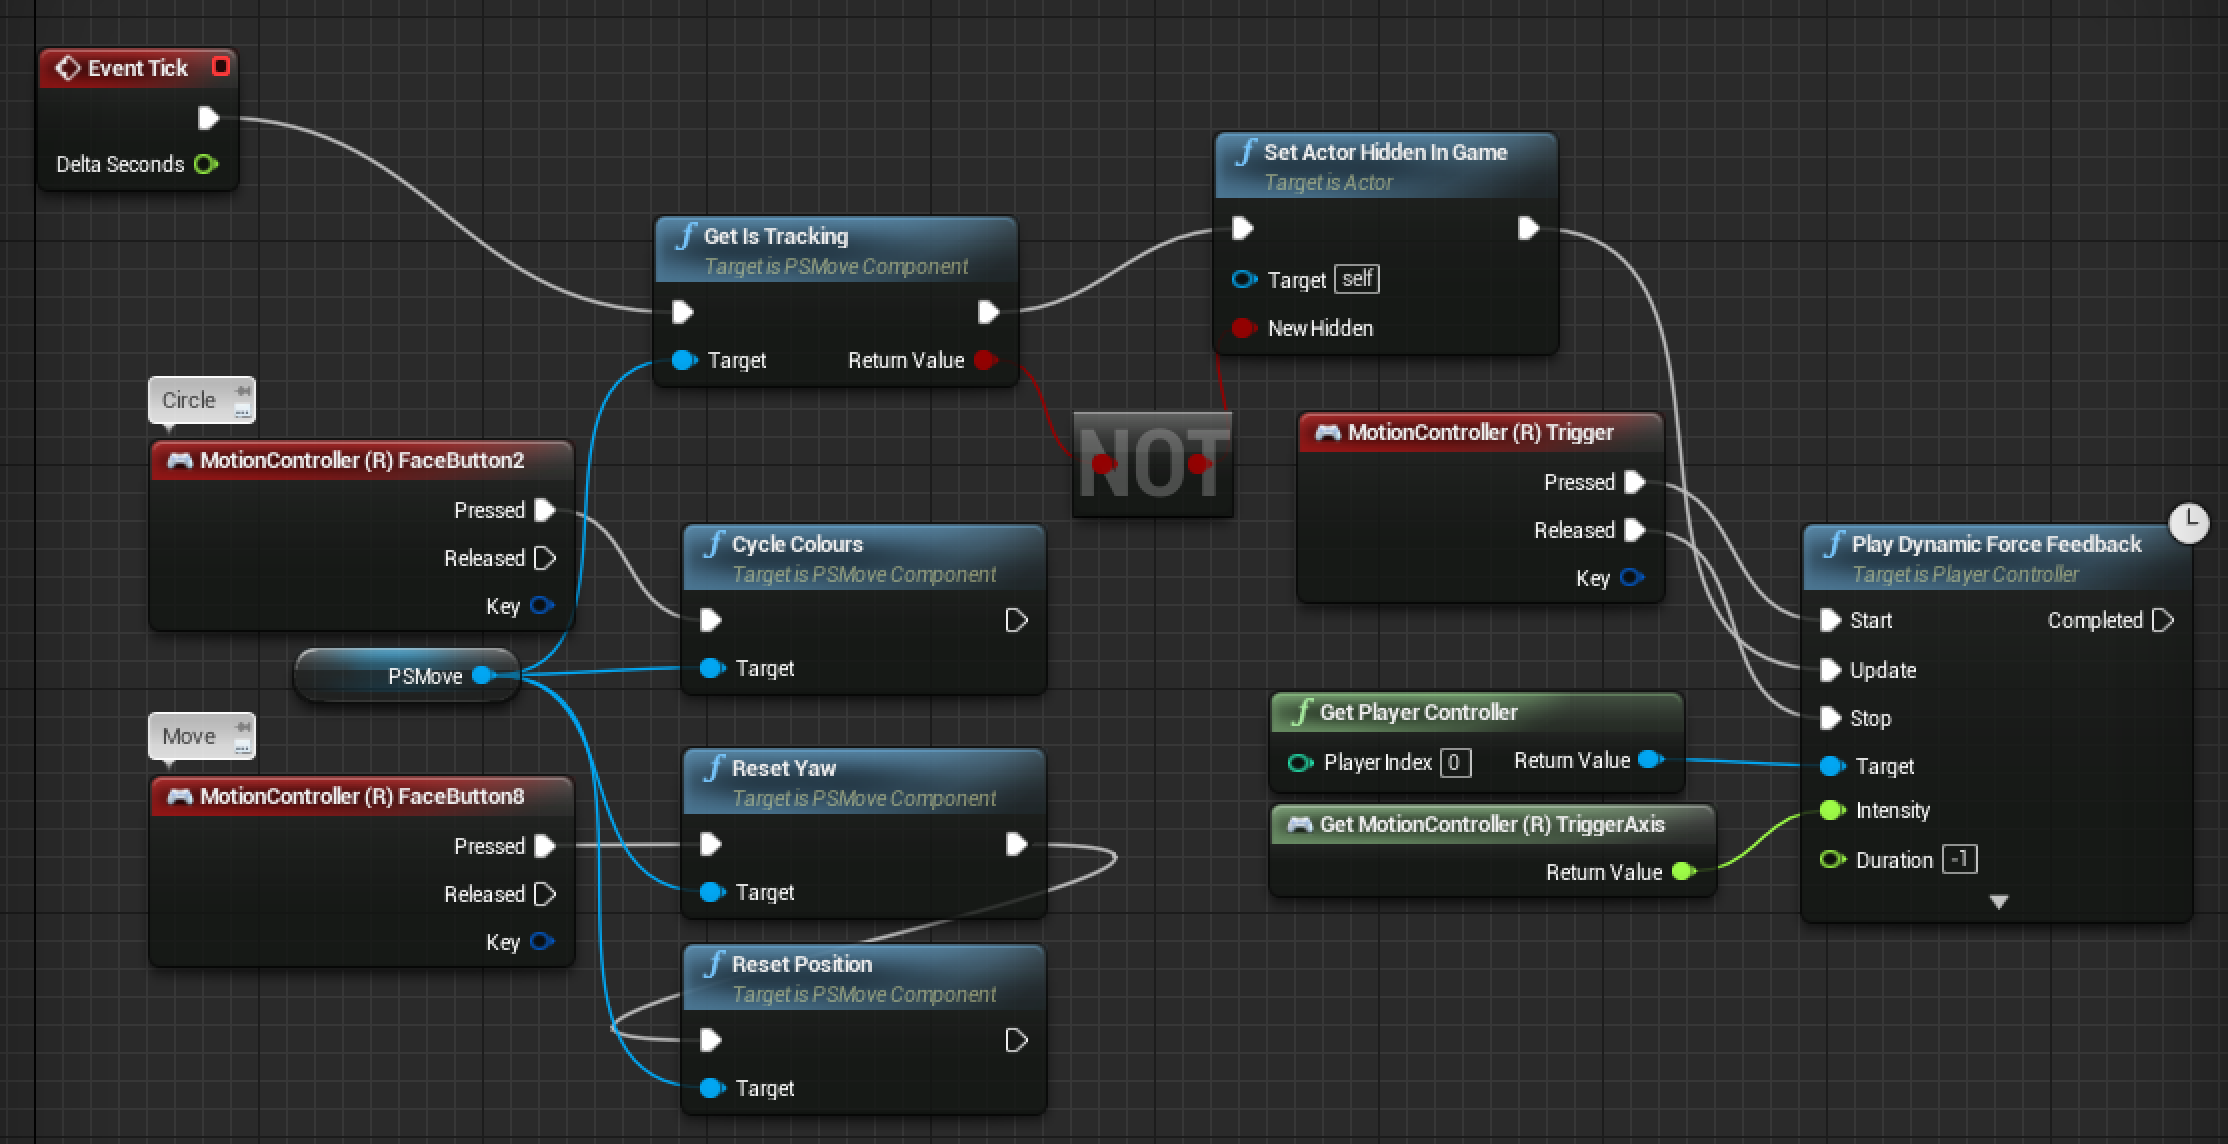 Event Tick
Delta Seconds
Set Actor Hidden In Game
Target is Actor
Target self
New Hidden
Get Is Tracking
Target is PSMove Component
Target Return Value
NOT
Circle
MotionController (R) FaceButton2
Pressed
Released
Key
PSMove
Cycle Colours
Target is PSMove Component
Target
Move
MotionController (R) FaceButton8
Pressed
Released
Key
Reset Yaw
Target is PSMove Component
Target
Reset Position
Target is PSMove Component
Target
MotionController (R) Trigger
Pressed
Released
Key
Get Player Controller
Player Index 0 Return Value
Get MotionController (R) TriggerAxis
Return Value
Play Dynamic Force Feedback
Target is Player Controller
Start Completed
Update
Stop
Target
Intensity
Duration -1